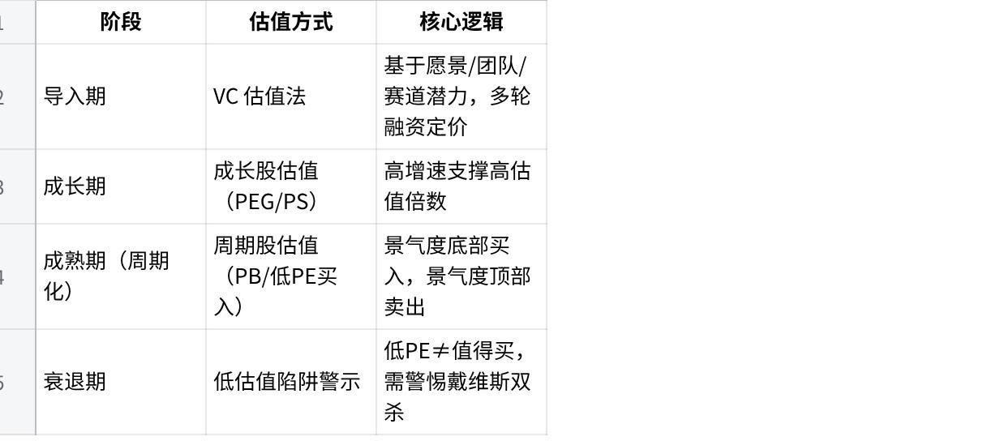 阶段
估值方式
核心逻辑
导入期
VC 估值法
基于愿景/团队/
赛道潜力，多轮
融资定价
成长期
成长股估值
（PEG/PS）
高增速支撑高估
值倍数
成熟期（周期
化）
周期股估值
（PB/低PE买
入）
景气度底部买
入，景气度顶部
卖出
衰退期
低估值陷阱警示
低PE≠值得买，
需警惕戴维斯双
杀